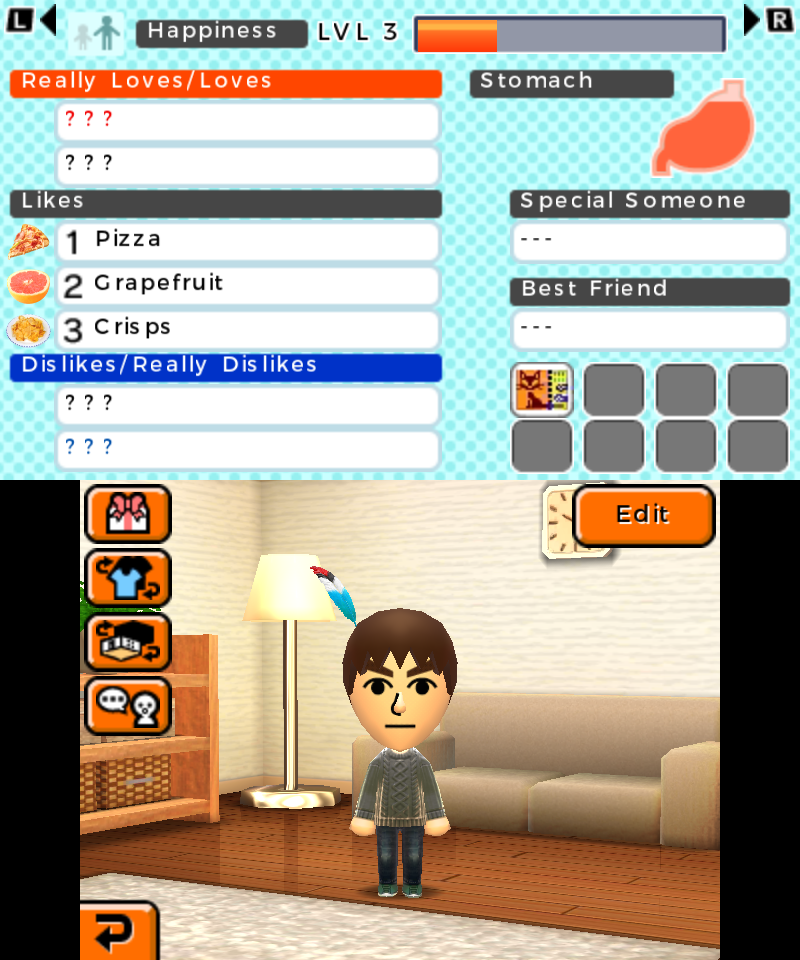 L
Happiness
LVL 3
R
Really Loves/Loves
Stomach
? ? ?
? ? ?
Likes
Special Someone
1 Pizza
---
2 Grapefruit
Best Friend
3 Crisps
---
Dislikes/Really Dislikes
? ? ?
? ? ?
Edit